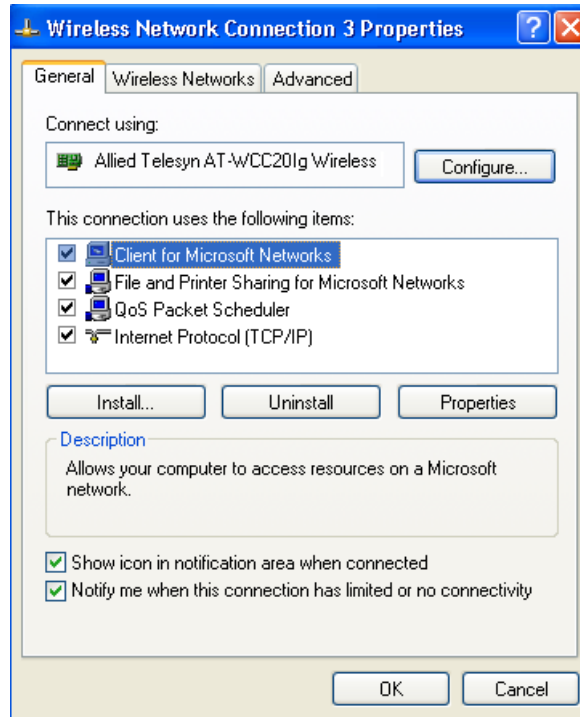 Wireless Network Connection 3 Properties
General
Wireless Networks
Advanced
Connect using:
Allied Telesyn AT-WCC201g Wireless
Configure...
This connection uses the following items:
Client for Microsoft Networks
File and Printer Sharing for Microsoft Networks
QoS Packet Scheduler
Internet Protocol (TCP/IP)
Install...
Uninstall
Properties
Description
Allows your computer to access resources on a Microsoft
network.
Show icon in notification area when connected
Notify me when this connection has limited or no connectivity
OK
Cancel